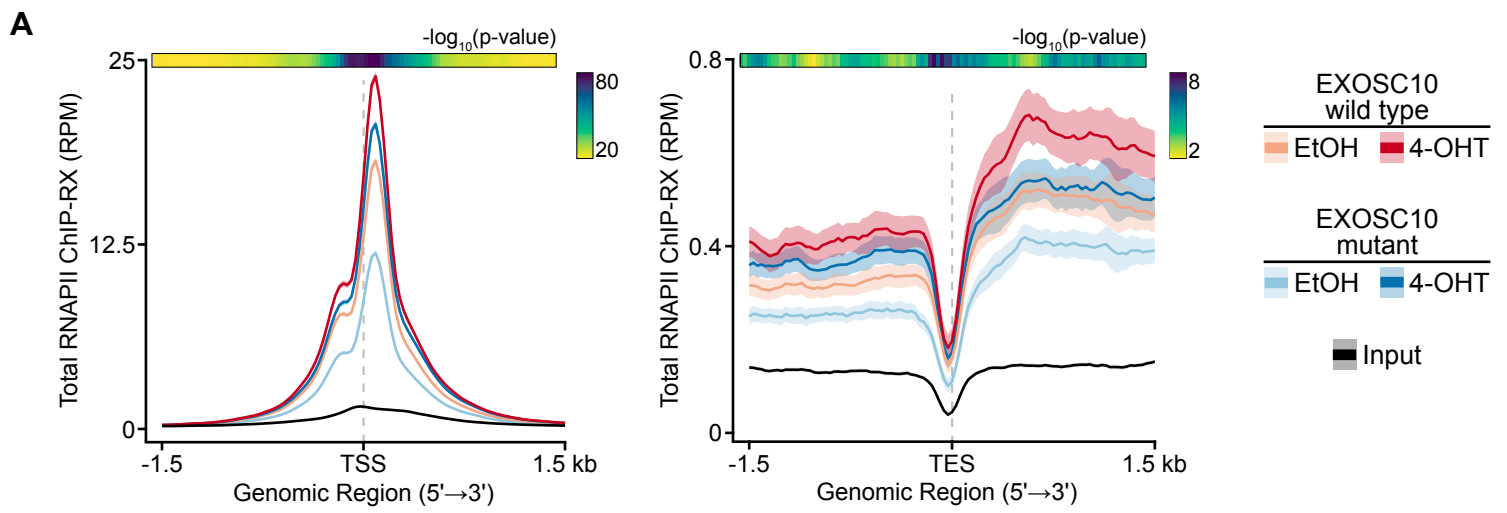 A
-log10(p-value)
80
20
25
12.5
0
Total RNAPII ChIP-RX (RPM)
-1.5
TSS
1.5 kb
Genomic Region (5'→3')
-log10(p-value)
8
2
0.8
0.4
0
Total RNAPII ChIP-RX (RPM)
-1.5
TES
1.5 kb
Genomic Region (5'→3')
EXOSC10
wild type
EtOH 4-OHT
EXOSC10
mutant
EtOH 4-OHT
Input